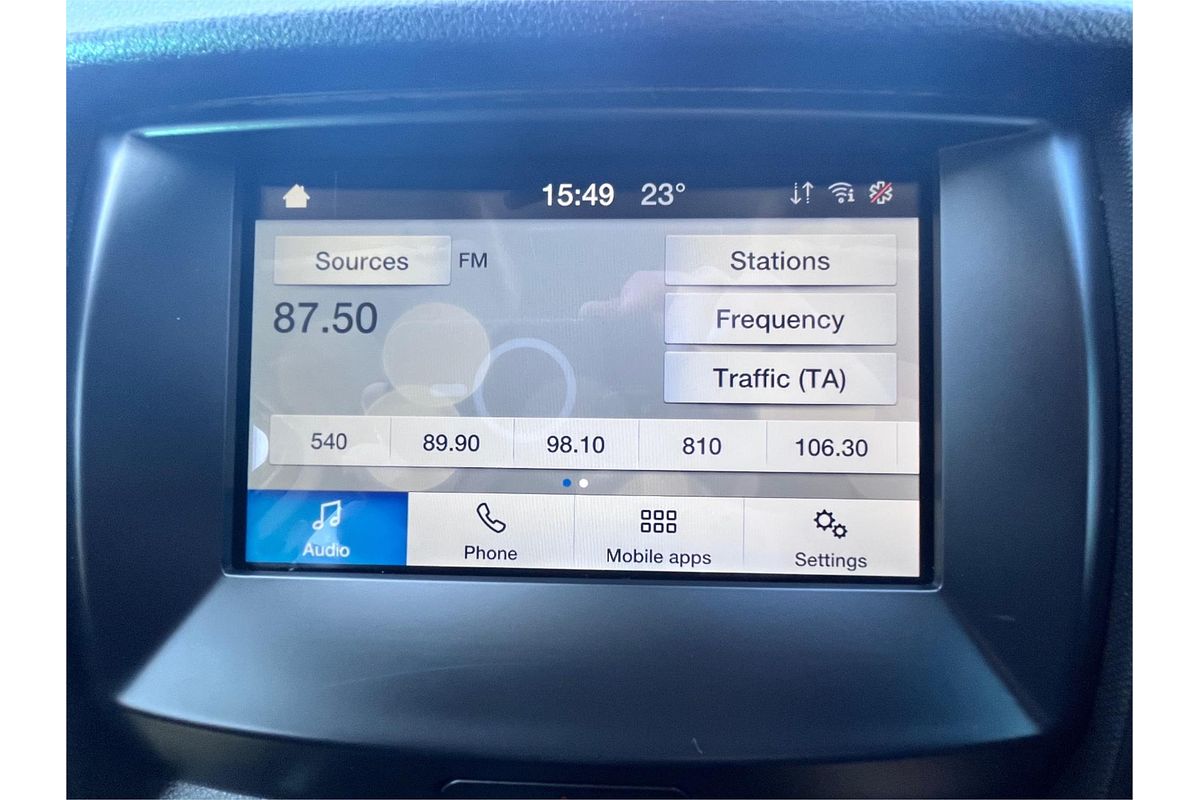 15:49 23°
Sources FM
87.50
Stations
Frequency
Traffic (TA)
540 89.90 98.10 810 106.30
Audio Phone Mobile apps Settings